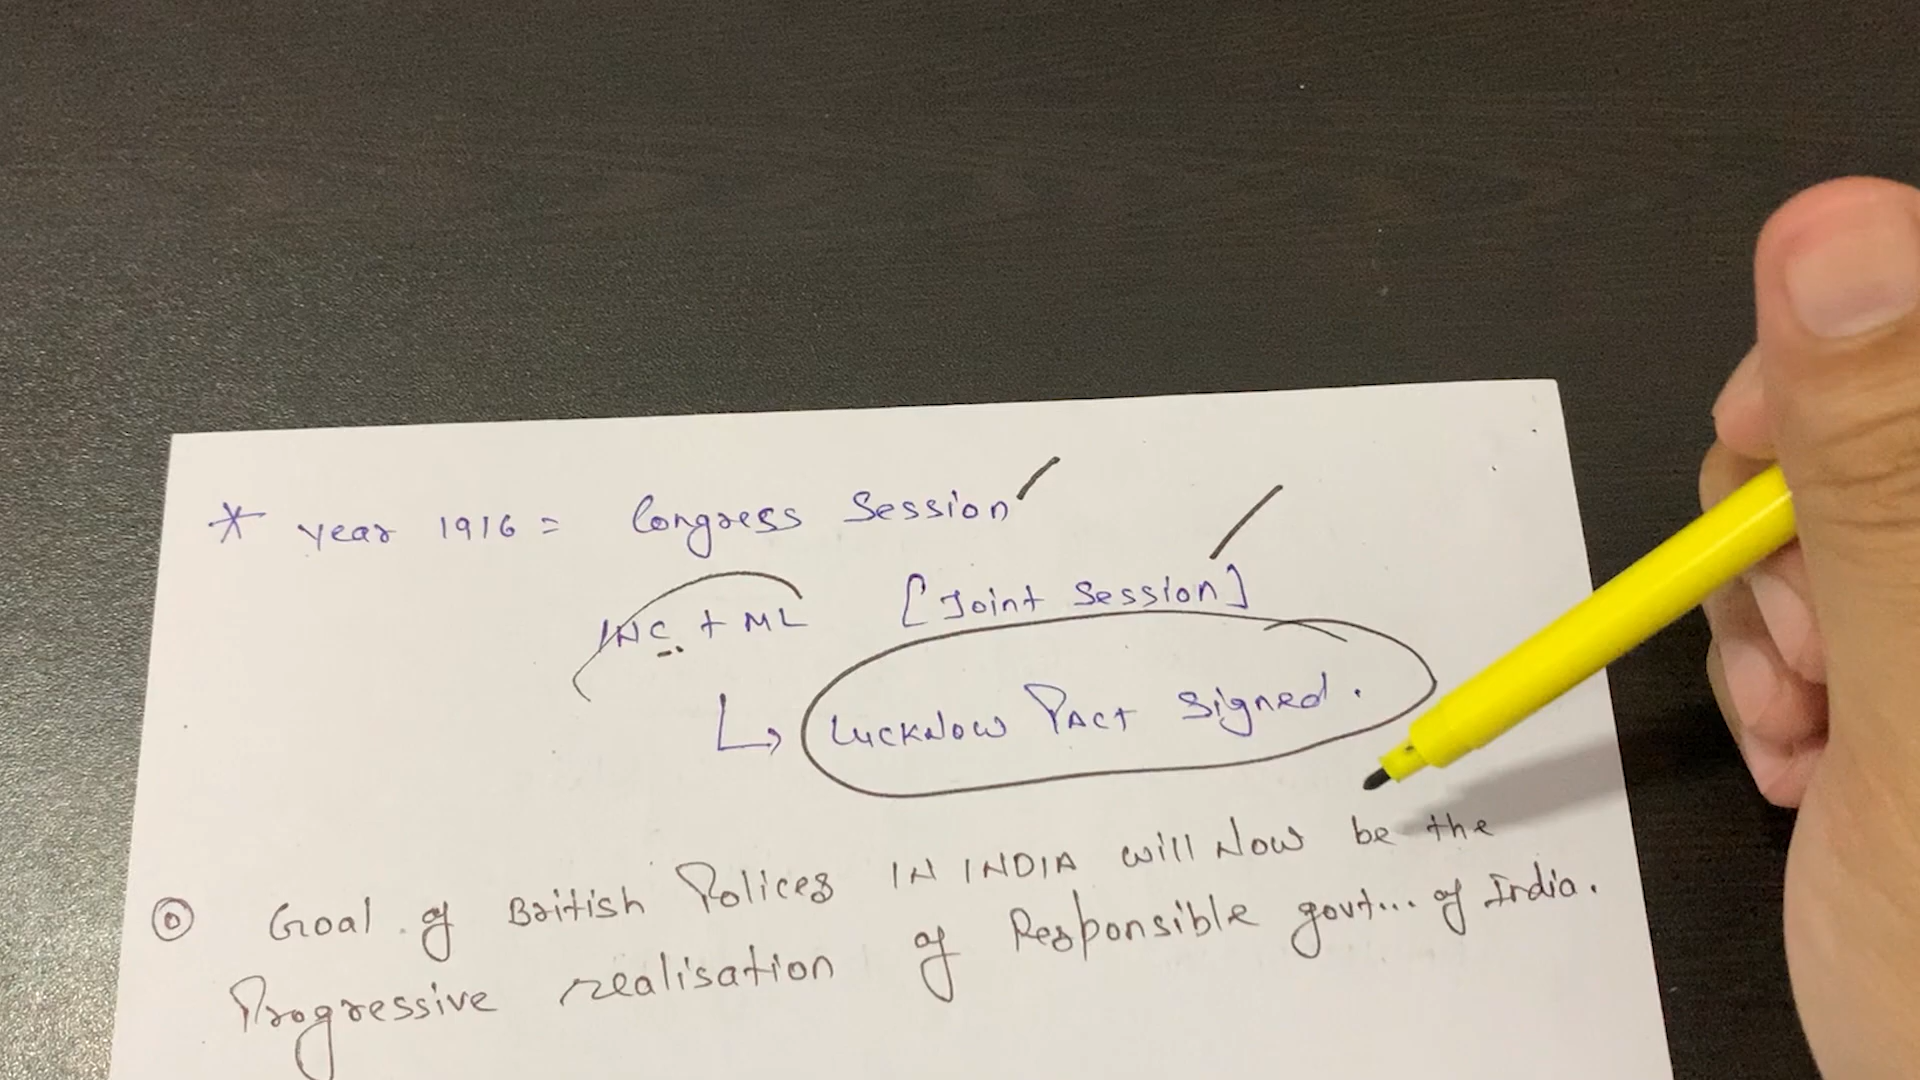 * Year 1916 = Congress Session
INC + ML [Joint Session]
↳ Lucknow Pact Signed.
⊙ Goal of British Polices IN INDIA will Now be the
Progressive realisation of Responsible govt... of India.